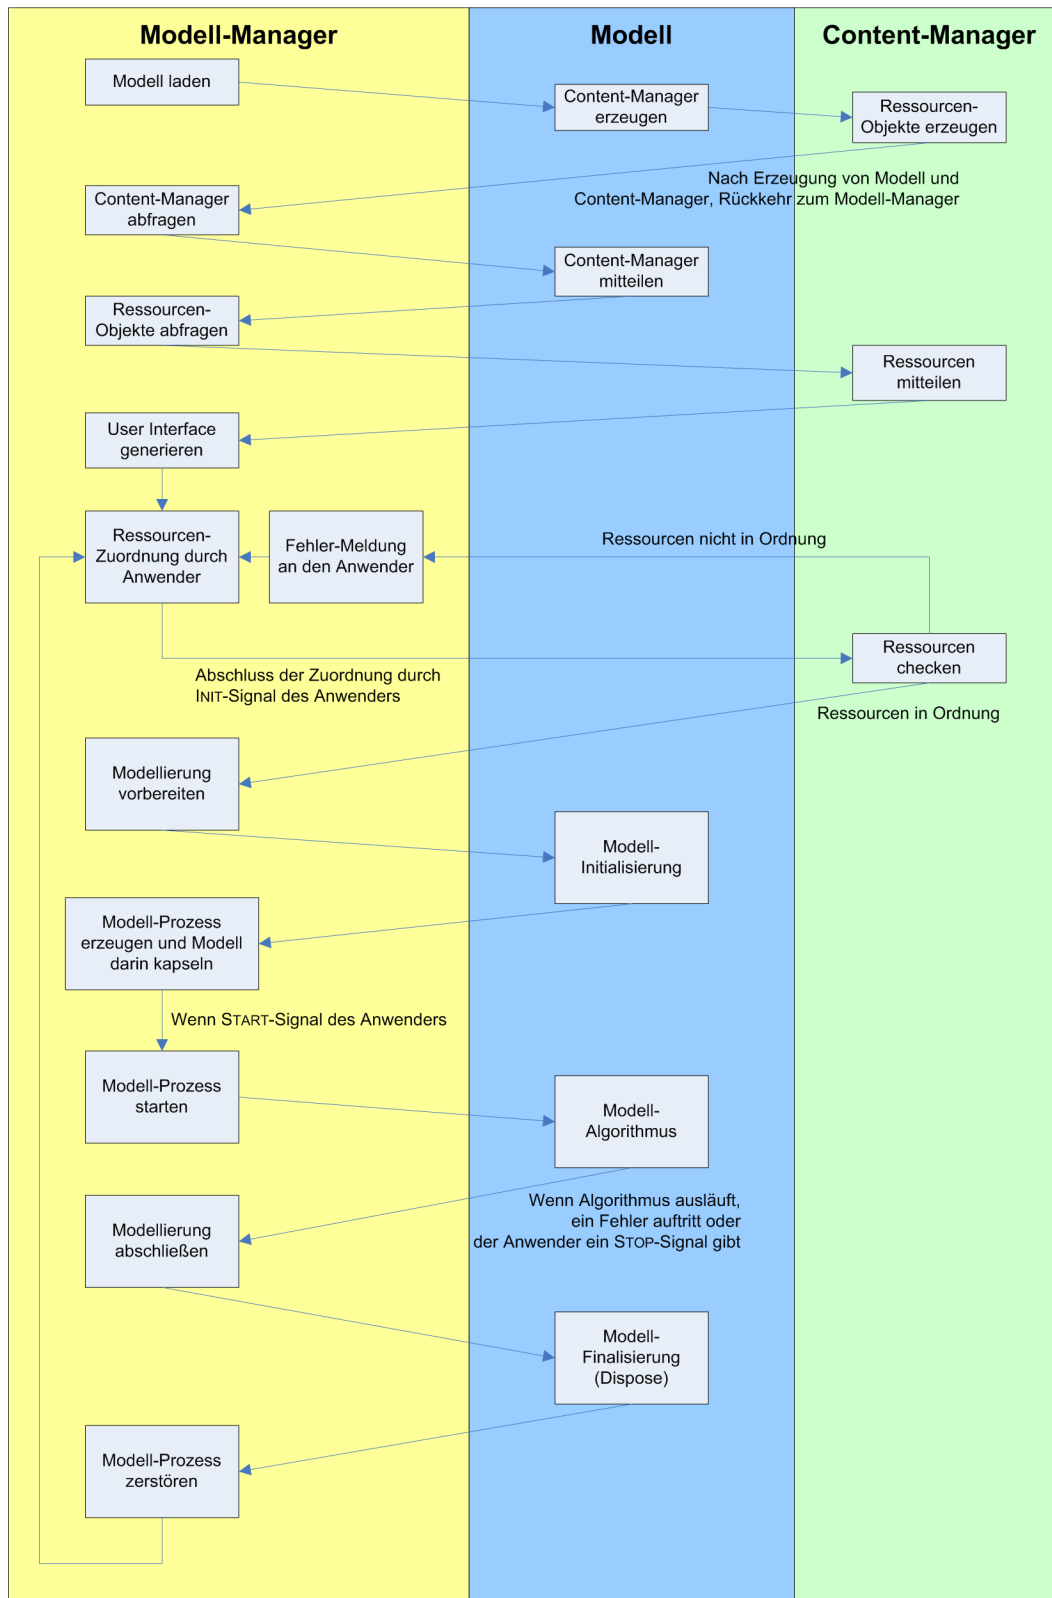 Modell-Manager
Modell
Content-Manager
Modell laden
Content-Manager
erzeugen
Ressourcen-
Objekte erzeugen
Nach Erzeugung von Modell und
Content-Manager, Rückkehr zum Modell-Manager
Content-Manager
abfragen
Content-Manager
mitteilen
Ressourcen-
Objekte abfragen
Ressourcen
mitteilen
User Interface
generieren
Ressourcen-
Zuordnung durch
Anwender
Fehler-Meldung
an den Anwender
Ressourcen nicht in Ordnung
Ressourcen
checken
Abschluss der Zuordnung durch
INIT-Signal des Anwenders
Ressourcen in Ordnung
Modellierung
vorbereiten
Modell-
Initialisierung
Modell-Prozess
erzeugen und Modell
darin kapseln
Wenn START-Signal des Anwenders
Modell-Prozess
starten
Modell-
Algorithmus
Wenn Algorithmus ausläuft,
ein Fehler auftritt oder
der Anwender ein STOP-Signal gibt
Modellierung
abschließen
Modell-
Finalisierung
(Dispose)
Modell-Prozess
zerstören